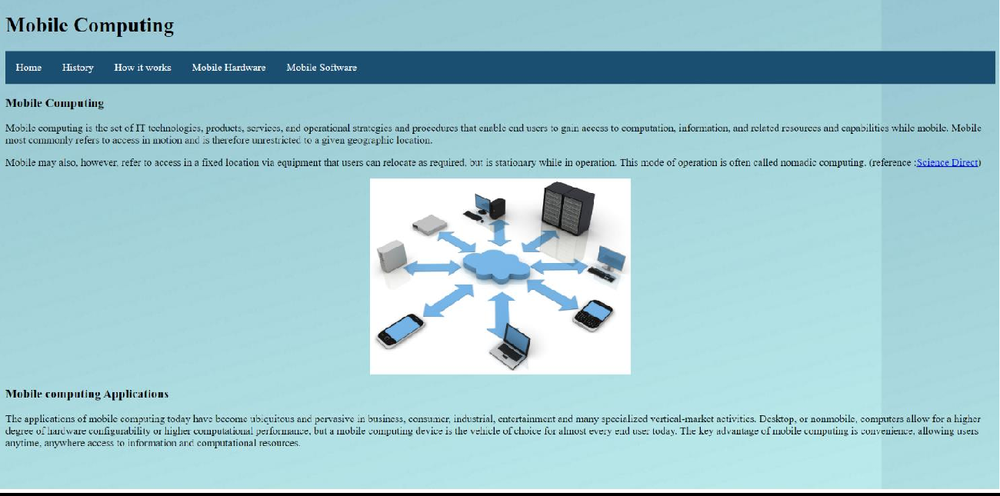 Mobile Computing
Home History How it works Mobile Hardware Mobile Software
Mobile Computing
Mobile computing is the set of IT technologies, products, services, and operational strategies and procedures that enable end users to gain access to computation, information, and related resources and capabilities while mobile. Mobile
most commonly refers to access in motion and is therefore unrestricted to a given geographic location.
Mobile may also, however, refer to access in a fixed location via equipment that users can relocate as required, but is stationary while in operation. This mode of operation is often called nomadic computing. (reference :Science Direct)
Mobile computing Applications
The applications of mobile computing today have become ubiquitous and pervasive in business, consumer, industrial, entertainment and many specialized vertical-market activities. Desktop, or nonmobile, computers allow for a higher
degree of hardware configurability or higher computational performance, but a mobile computing device is the vehicle of choice for almost every end user today. The key advantage of mobile computing is convenience, allowing users
anytime, anywhere access to information and computational resources.